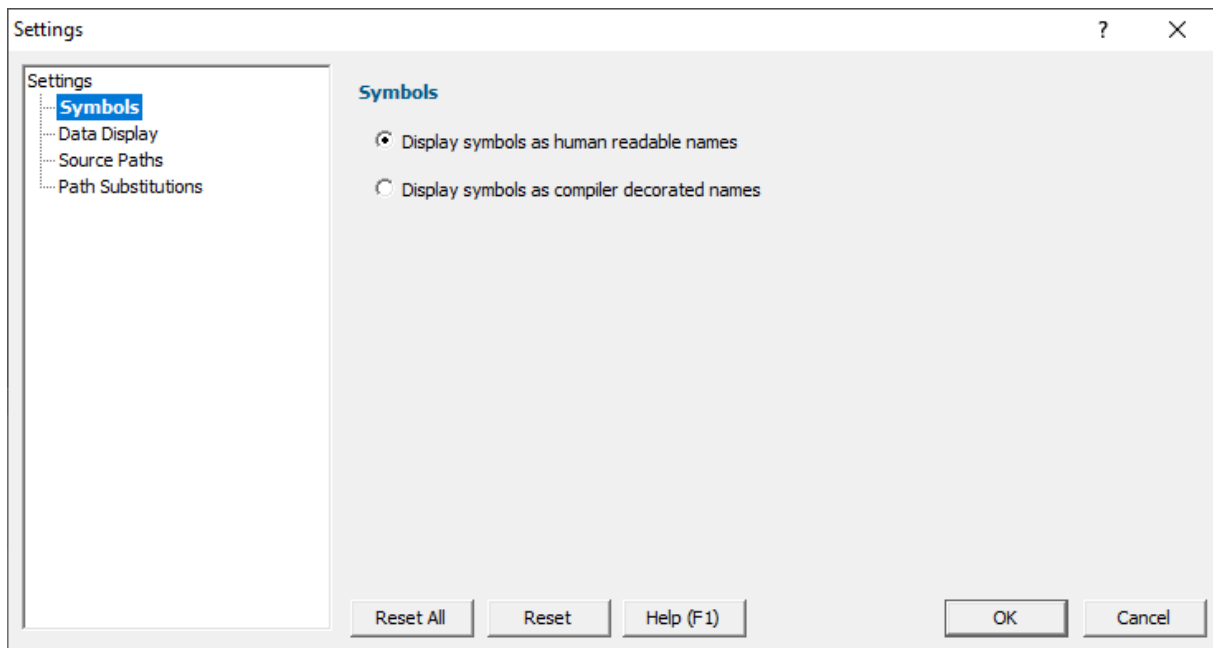 Settings
?
Settings
Symbols
Data Display
Source Paths
Path Substitutions
Symbols
Display symbols as human readable names
Display symbols as compiler decorated names
Reset All
Reset
Help (F1)
OK
Cancel